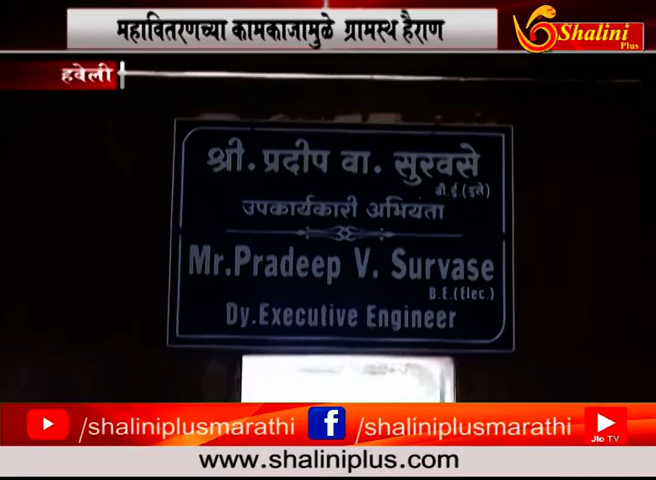 महावितरणच्या कामकाजामुळे ग्रामस्थ हैराण
Shalini
Plus
हवेली
श्री. प्रदीप वा. सुरवसे
बी.ई.(इले)
उपकार्यकारी अभियंता
Mr.Pradeep V. Survase
B.E.(Elec.)
Dy.Executive Engineer
/shaliniplusmarathi
/shaliniplusmarathi
Jio TV
www.shaliniplus.com